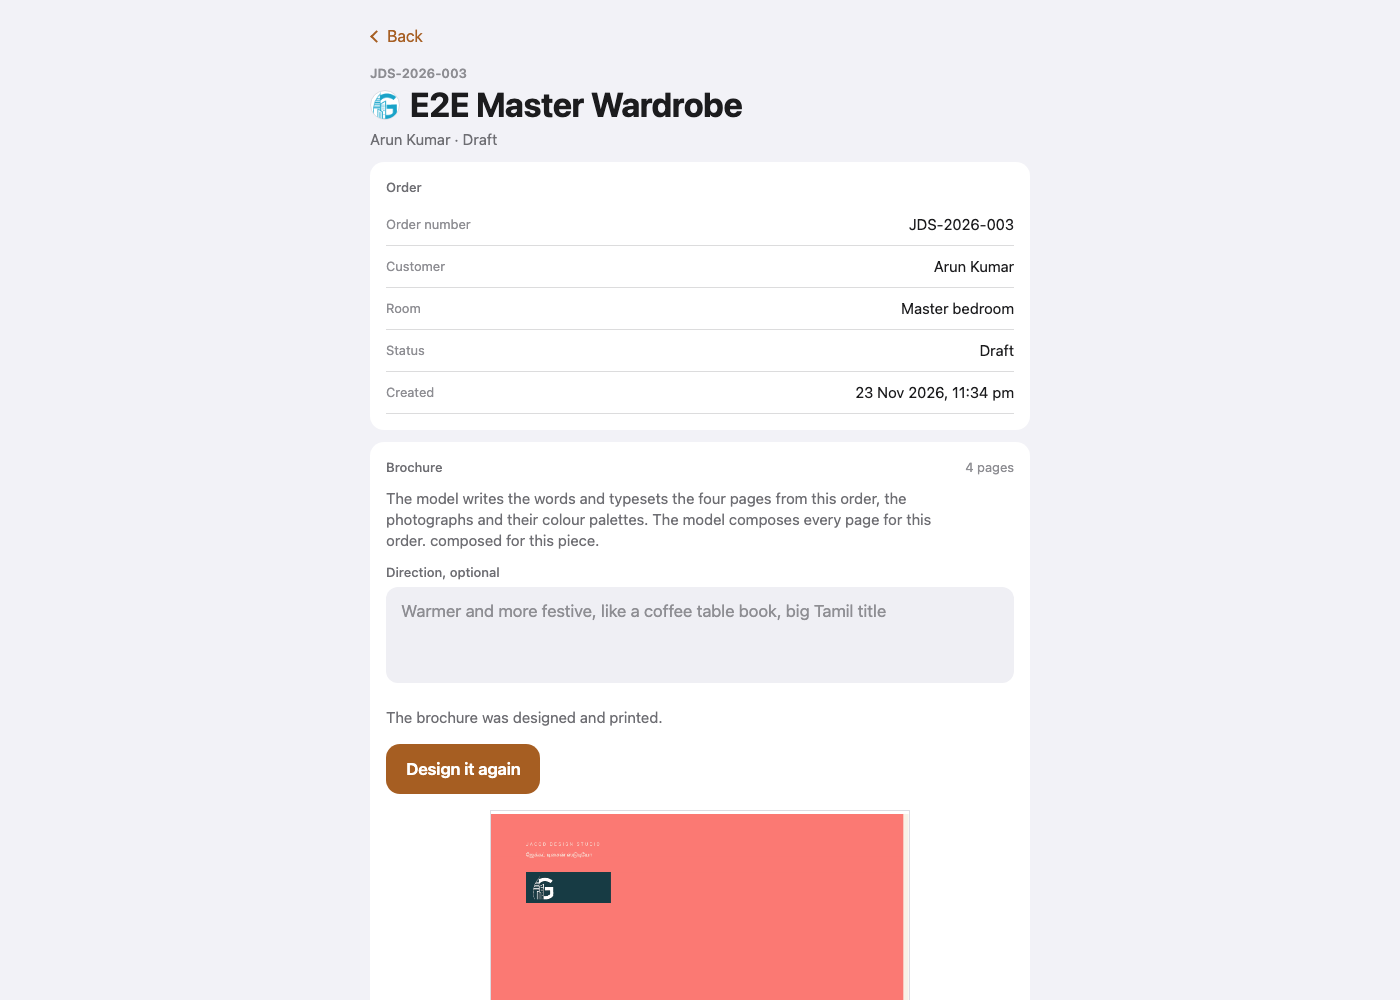 Back
JDS-2026-003
E2E Master Wardrobe
Arun Kumar · Draft
Order
Order number JDS-2026-003
Customer Arun Kumar
Room Master bedroom
Status Draft
Created 23 Nov 2026, 11:34 pm
Brochure 4 pages
The model writes the words and typesets the four pages from this order, the
photographs and their colour palettes. The model composes every page for this
order. composed for this piece.
Direction, optional
Warmer and more festive, like a coffee table book, big Tamil title
The brochure was designed and printed.
Design it again
JACOB DESIGN STUDIO